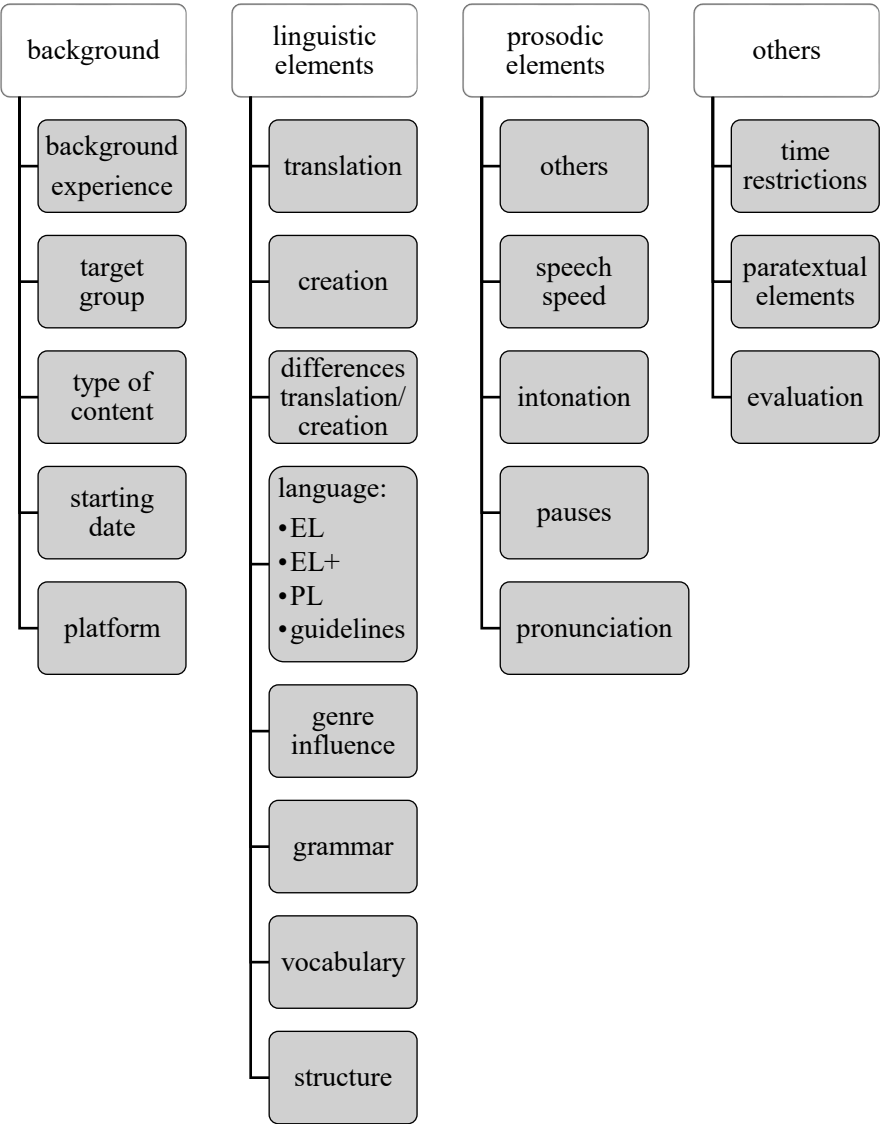 background
background
experience
target
group
type of
content
starting
date
platform
linguistic
elements
translation
creation
differences
translation/
creation
language:
•EL
•EL+
•PL
•guidelines
genre
influence
grammar
vocabulary
structure
prosodic
elements
others
speech
speed
intonation
pauses
pronunciation
others
time
restrictions
paratextual
elements
evaluation